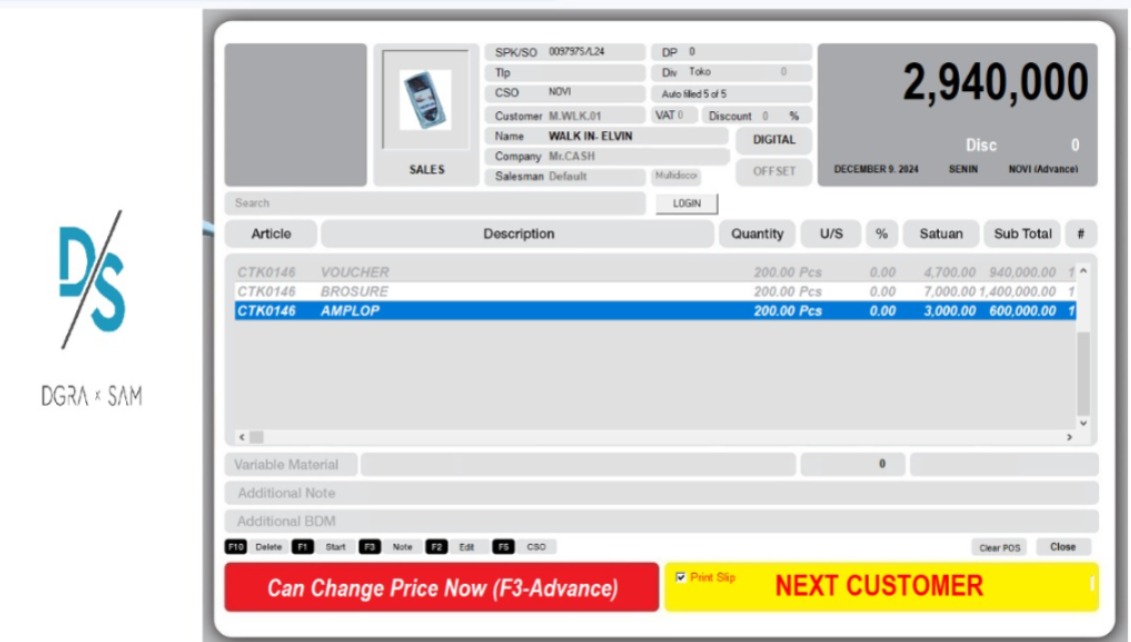 SPK/SO 0097975/L24 DP 0
Tlp Div Toko 0
CSO NOVI Auto filled 5 of 5
Customer M.WLK.01 VAT 0 Discount 0 %
Name WALK IN- ELVIN DIGITAL
Company Mr.CASH
Salesman Default Multidocor OFFSET
SALES
2,940,000
Disc 0
DECEMBER 9. 2024 SENIN NOVI (Advance)
Search LOGIN
Article Description Quantity U/S % Satuan Sub Total #
CTK0146 VOUCHER 200.00 Pcs 0.00 4,700.00 940,000.00 1
CTK0146 BROSURE 200.00 Pcs 0.00 7,000.00 1,400,000.00 1
CTK0146 AMPLOP 200.00 Pcs 0.00 3,000.00 600,000.00 1
DS
DGRA x SAM
Variable Material 0
Additional Note
Additional BDM
F10 Delete F1 Start F3 Note F2 Edit F5 CSO Clear POS Close
Can Change Price Now (F3-Advance) Print Slip NEXT CUSTOMER